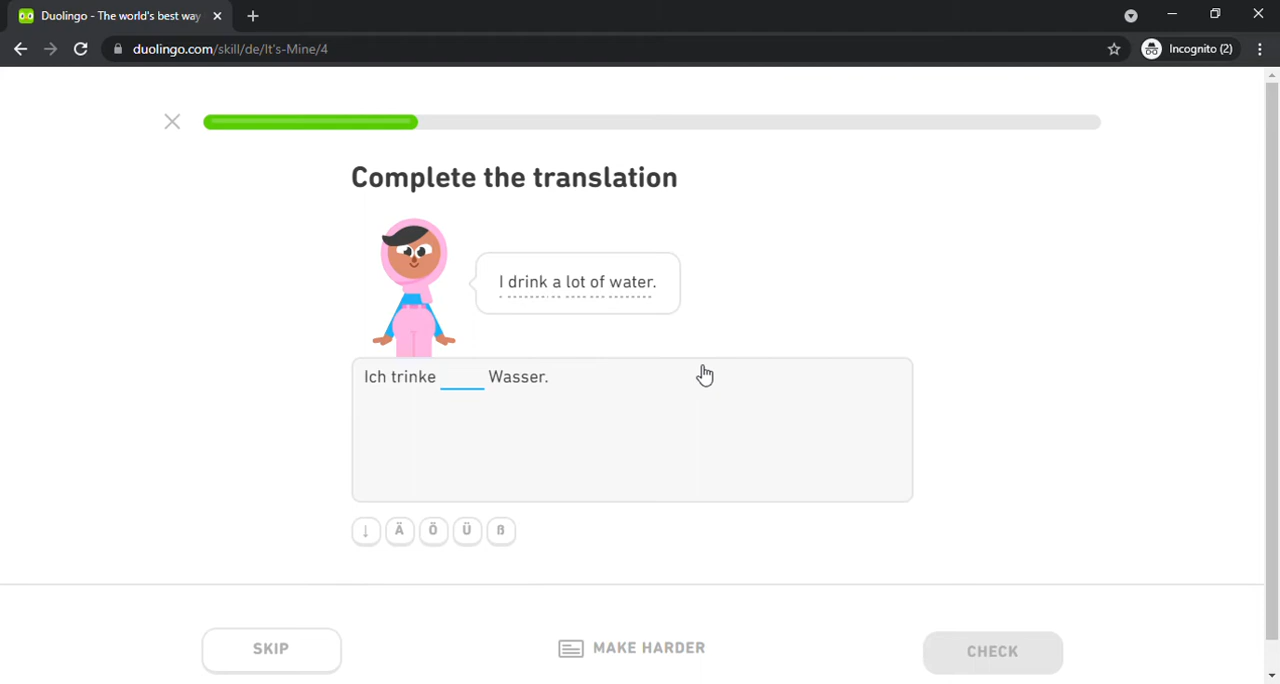 Duolingo - The world's best way
duolingo.com/skill/de/It's-Mine/4
Incognito (2)
Complete the translation
I drink a lot of water.
Ich trinke ____ Wasser.
↓ Ä Ö Ü ß
SKIP
MAKE HARDER
CHECK